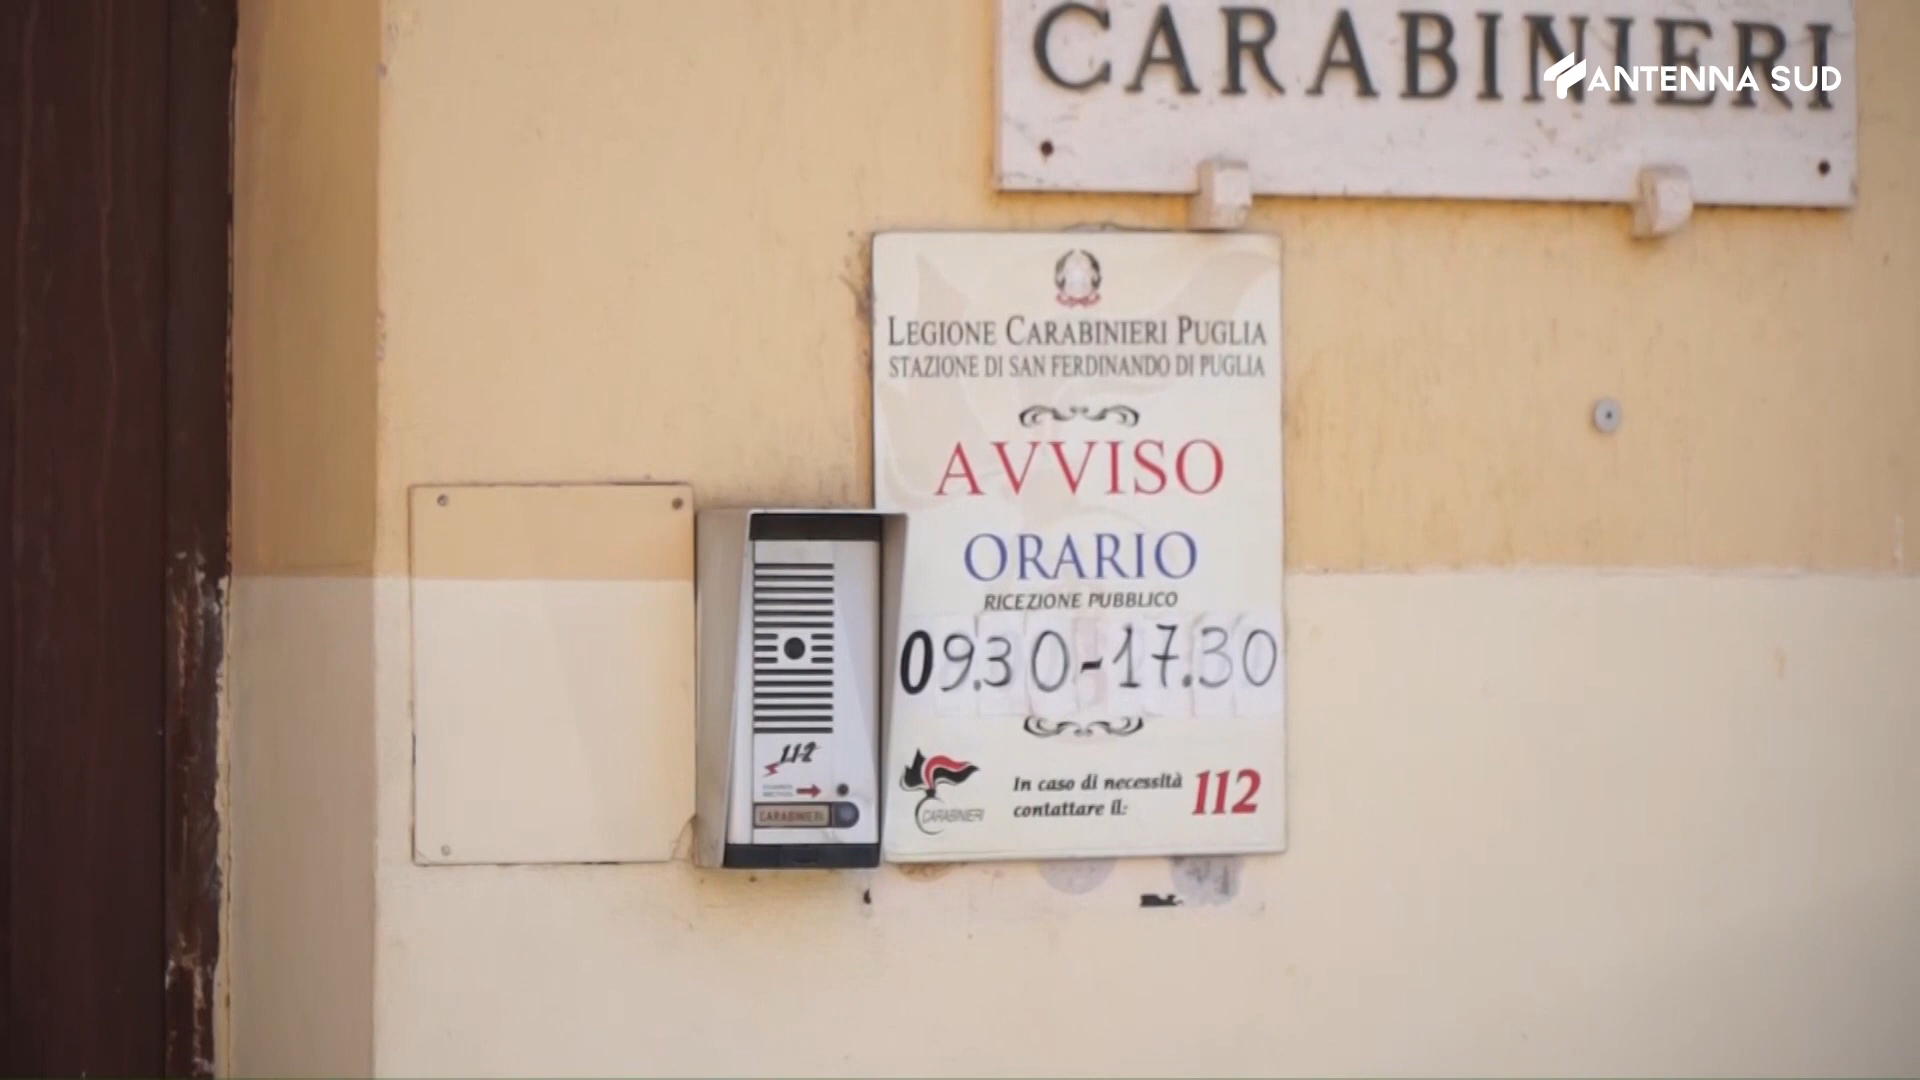 CARABINIERI
ANTENNA SUD
LEGIONE CARABINIERI PUGLIA
STAZIONE DI SAN FERDINANDO DI PUGLIA
AVVISO
ORARIO
RICEZIONE PUBBLICO
09.30-17.30
In caso di necessità
contattare il:
112
CARABINIERI
112
CARABINIERI